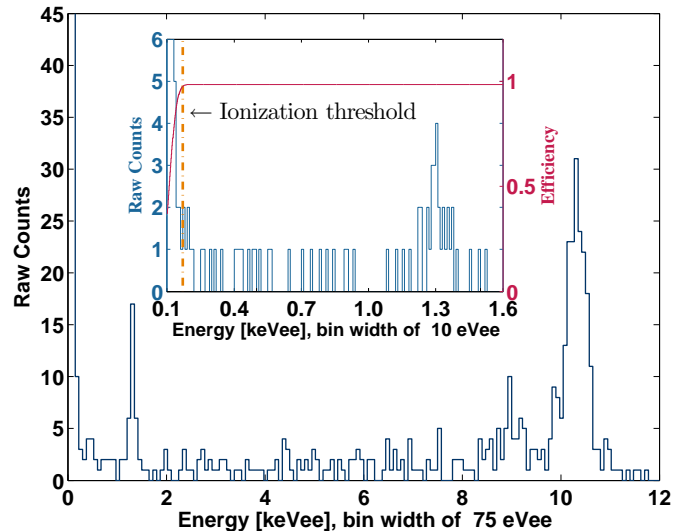 45
40
35
30
25
20
15
10
5
0
Raw Counts
0 2 4 6 8 10 12
Energy [keVee], bin width of 75 eVee
6
5
4
3
2
1
0
Raw Counts
← Ionization threshold
1
0.5
0
Efficiency
0.1 0.4 0.7 1.0 1.3 1.6
Energy [keVee], bin width of 10 eVee